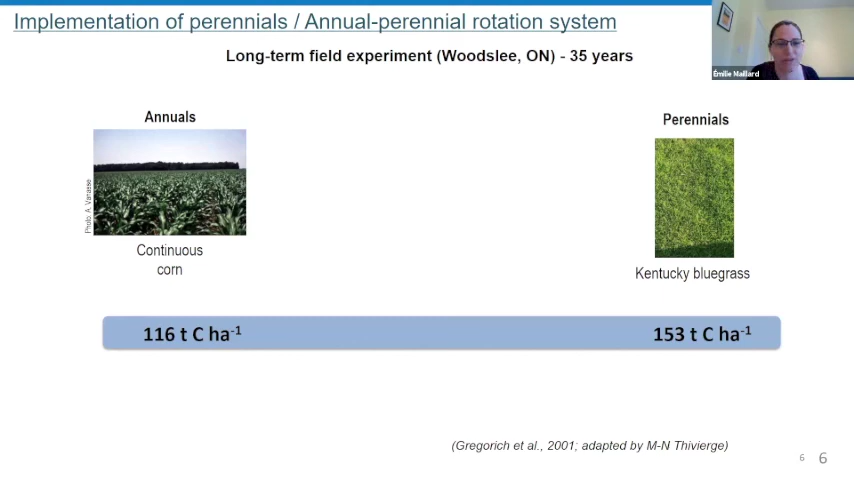 Implementation of perennials / Annual-perennial rotation system
Long-term field experiment (Woodslee, ON) - 35 years
Émilie Maillard
Annuals
Perennials
Photo: A. Vanasse
Continuous
corn
Kentucky bluegrass
116 t C ha-1
153 t C ha-1
(Gregorich et al., 2001; adapted by M-N Thivierge)
6
6